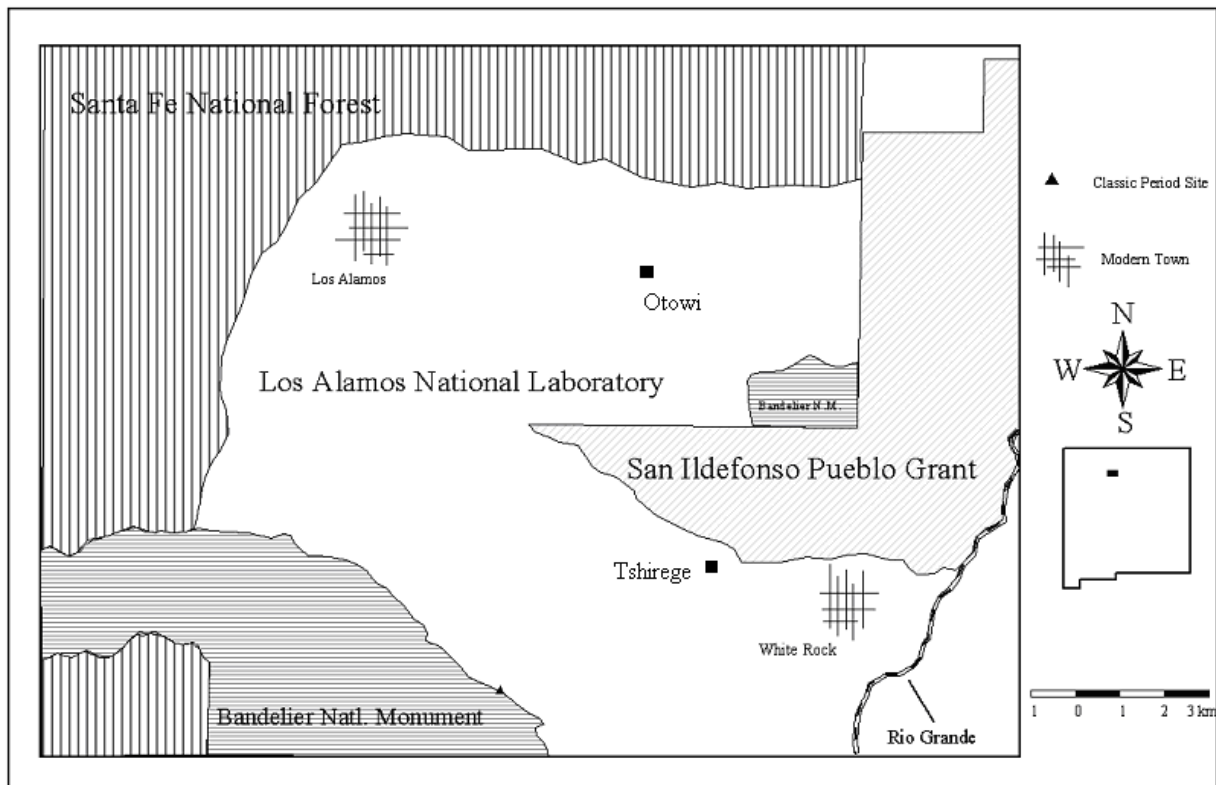 Santa Fe National Forest
Los Alamos
Otowi
Los Alamos National Laboratory
Bandelier N.M.
San Ildefonso Pueblo Grant
Tshirege
White Rock
Bandelier Natl. Monument
Rio Grande
Classic Period Site
Modern Town
N
W E
S
1 0 1 2 3 km